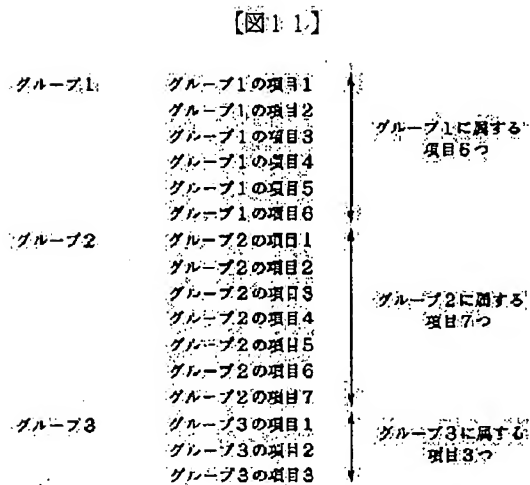 【図11】
グループ1 グループ1の項目1
グループ1の項目2
グループ1の項目3
グループ1の項目4
グループ1の項目5
グループ1の項目6
グループ1に属する
項目6つ
グループ2 グループ2の項目1
グループ2の項目2
グループ2の項目3
グループ2の項目4
グループ2の項目5
グループ2の項目6
グループ2の項目7
グループ2に属する
項目7つ
グループ3 グループ3の項目1
グループ3の項目2
グループ3の項目3
グループ3に属する
項目3つ